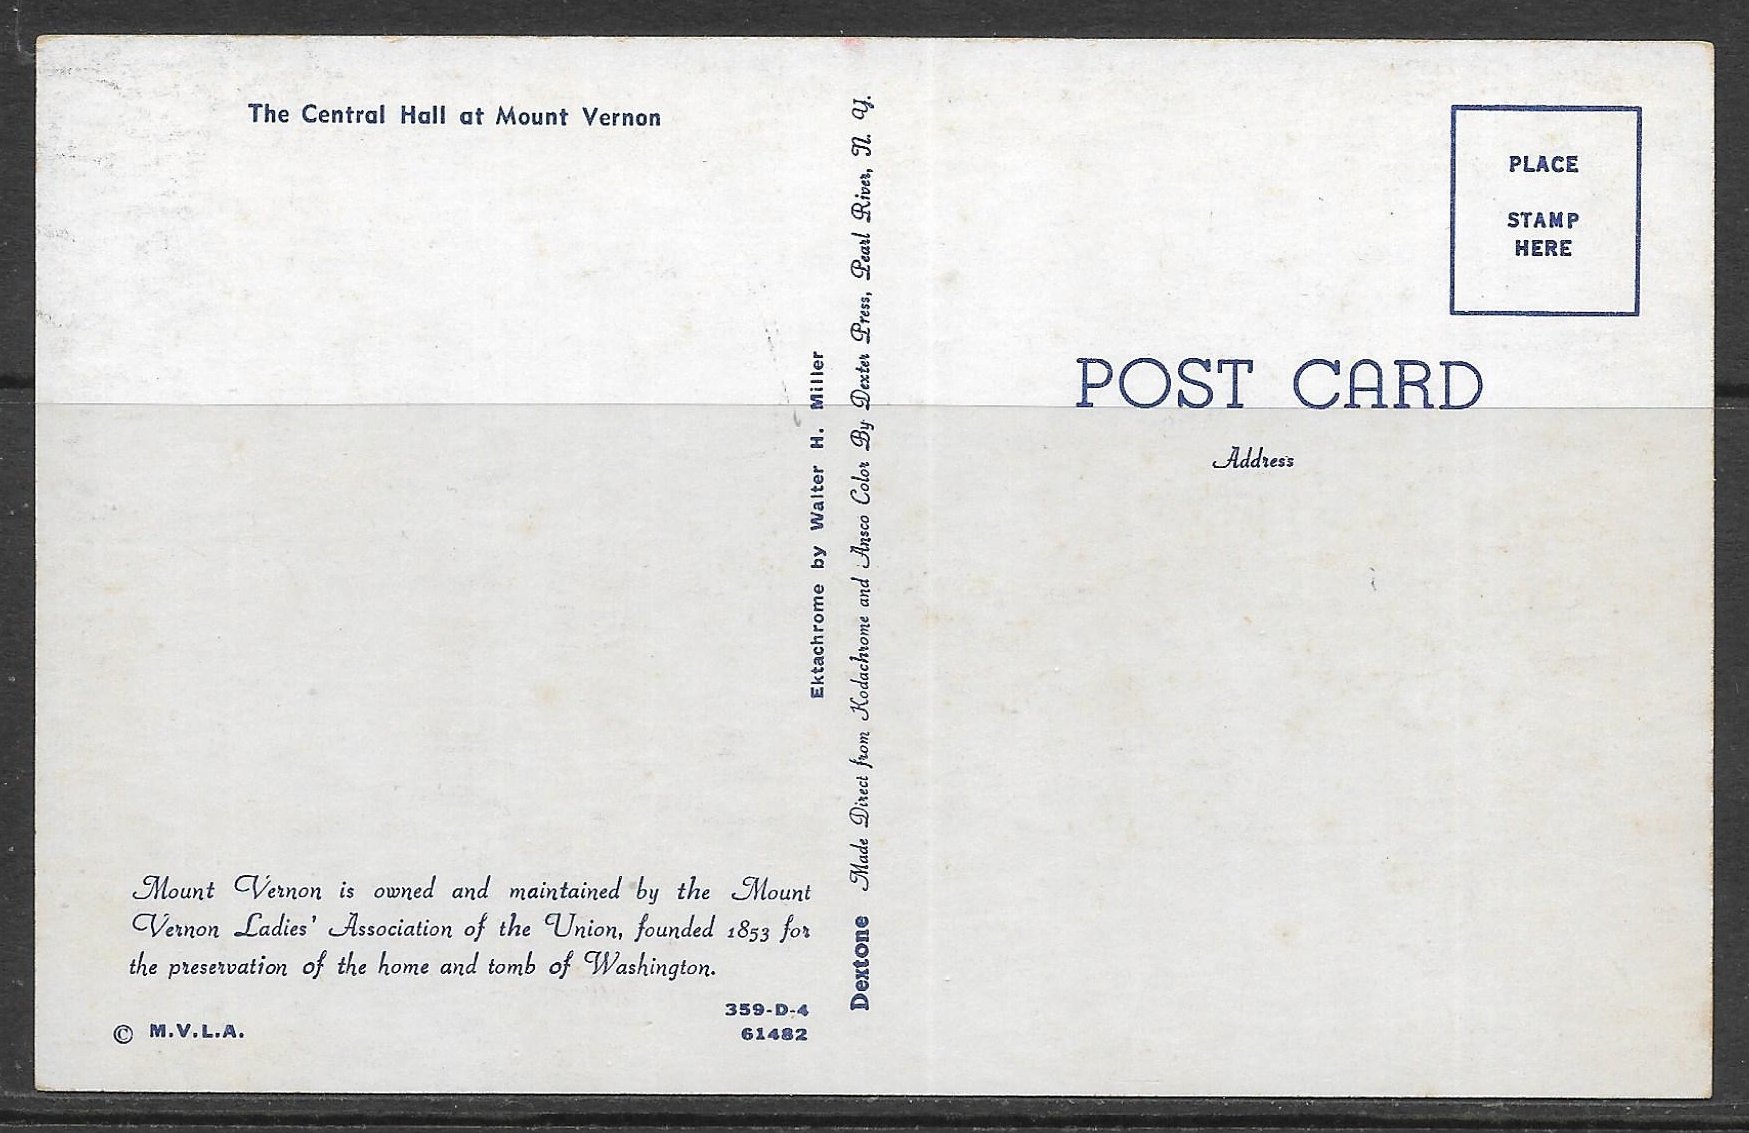 The Central Hall at Mount Vernon
Mount Vernon is owned and maintained by the Mount
Vernon Ladies' Association of the Union, founded 1853 for
the preservation of the home and tomb of Washington.
© M.V.L.A.
359-D-4
61482
Ektachrome by Walter H. Miller
Dextone Made Direct from Kodachrome and Ansco Color By Dexter Press, Pearl River, N. Y.
PLACE
STAMP
HERE
POST CARD
Address